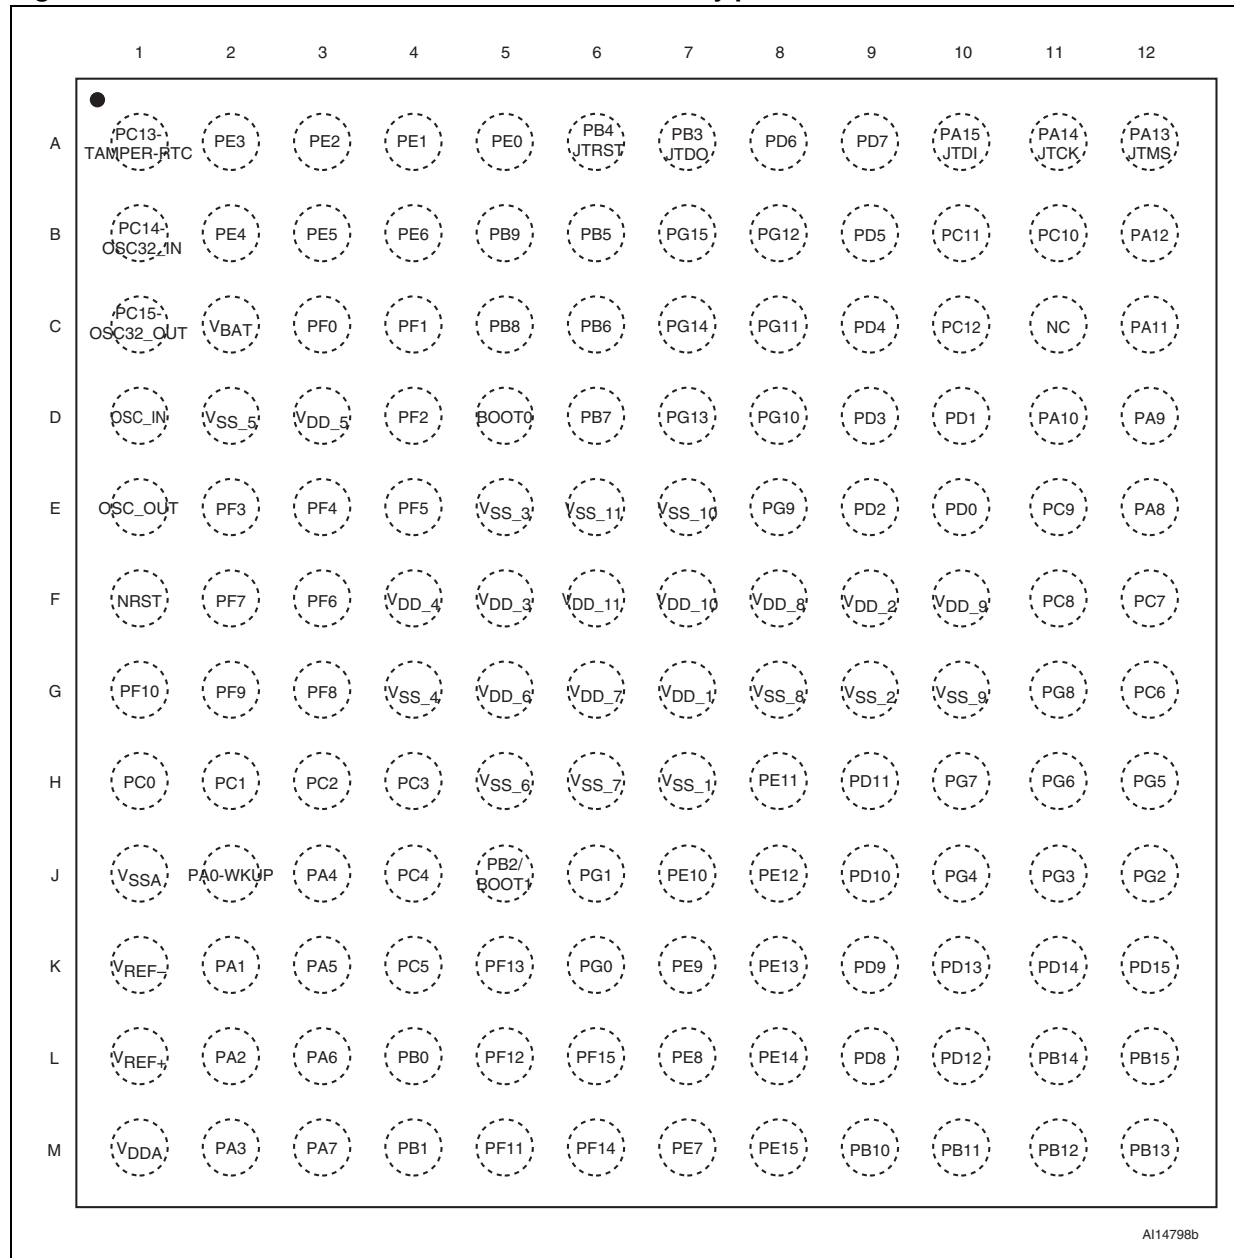 1 2 3 4 5 6 7 8 9 10 11 12
A PC13-TAMPER-RTC PE3 PE2 PE1 PE0 PB4 JTRST PB3 JTDO PD6 PD7 PA15 JTDI PA14 JTCK PA13 JTMS
B PC14-OSC32_IN PE4 PE5 PE6 PB9 PB5 PG15 PG12 PD5 PC11 PC10 PA12
C PC15-OSC32_OUT VBAT PF0 PF1 PB8 PB6 PG14 PG11 PD4 PC12 NC PA11
D OSC_IN VSS_5 VDD_5 PF2 BOOT0 PB7 PG13 PG10 PD3 PD1 PA10 PA9
E OSC_OUT PF3 PF4 PF5 VSS_3 VSS_11 VSS_10 PG9 PD2 PD0 PC9 PA8
F NRST PF7 PF6 VDD_4 VDD_3 VDD_11 VDD_10 VDD_8 VDD_2 VDD_9 PC8 PC7
G PF10 PF9 PF8 VSS_4 VDD_6 VDD_7 VDD_1 VSS_8 VSS_2 VSS_9 PG8 PC6
H PC0 PC1 PC2 PC3 VSS_6 VSS_7 VSS_1 PE11 PD11 PG7 PG6 PG5
J VSSA PA0-WKUP PA4 PC4 PB2/BOOT1 PG1 PE10 PE12 PD10 PG4 PG3 PG2
K VREF– PA1 PA5 PC5 PF13 PG0 PE9 PE13 PD9 PD13 PD14 PD15
L VREF+ PA2 PA6 PB0 PF12 PF15 PE8 PE14 PD8 PD12 PB14 PB15
M VDDA PA3 PA7 PB1 PF11 PF14 PE7 PE15 PB10 PB11 PB12 PB13
AI14798b